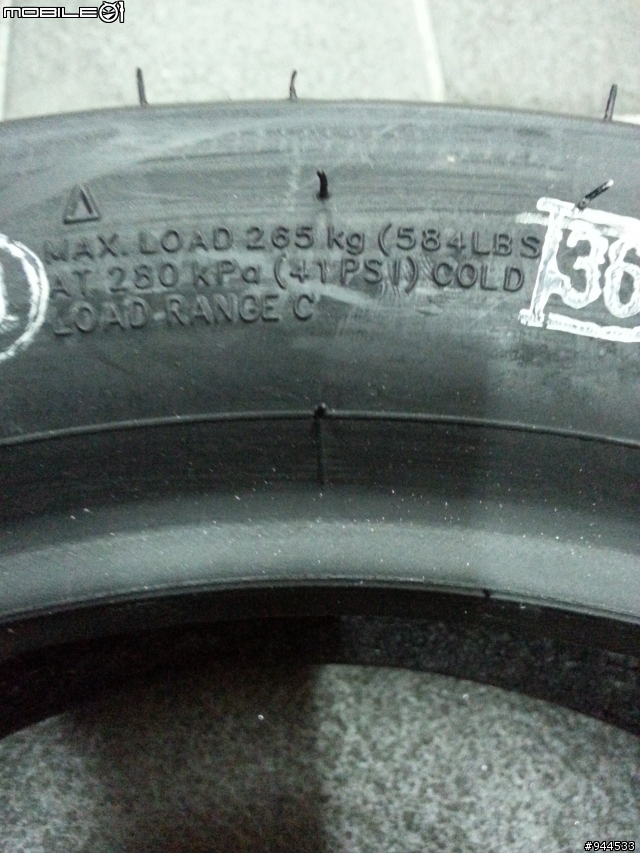 MOBILE01
MAX. LOAD 265 kg (584LBS
AT 280 kPa (41PSI) COLD
LOAD RANGE C
36
#944533